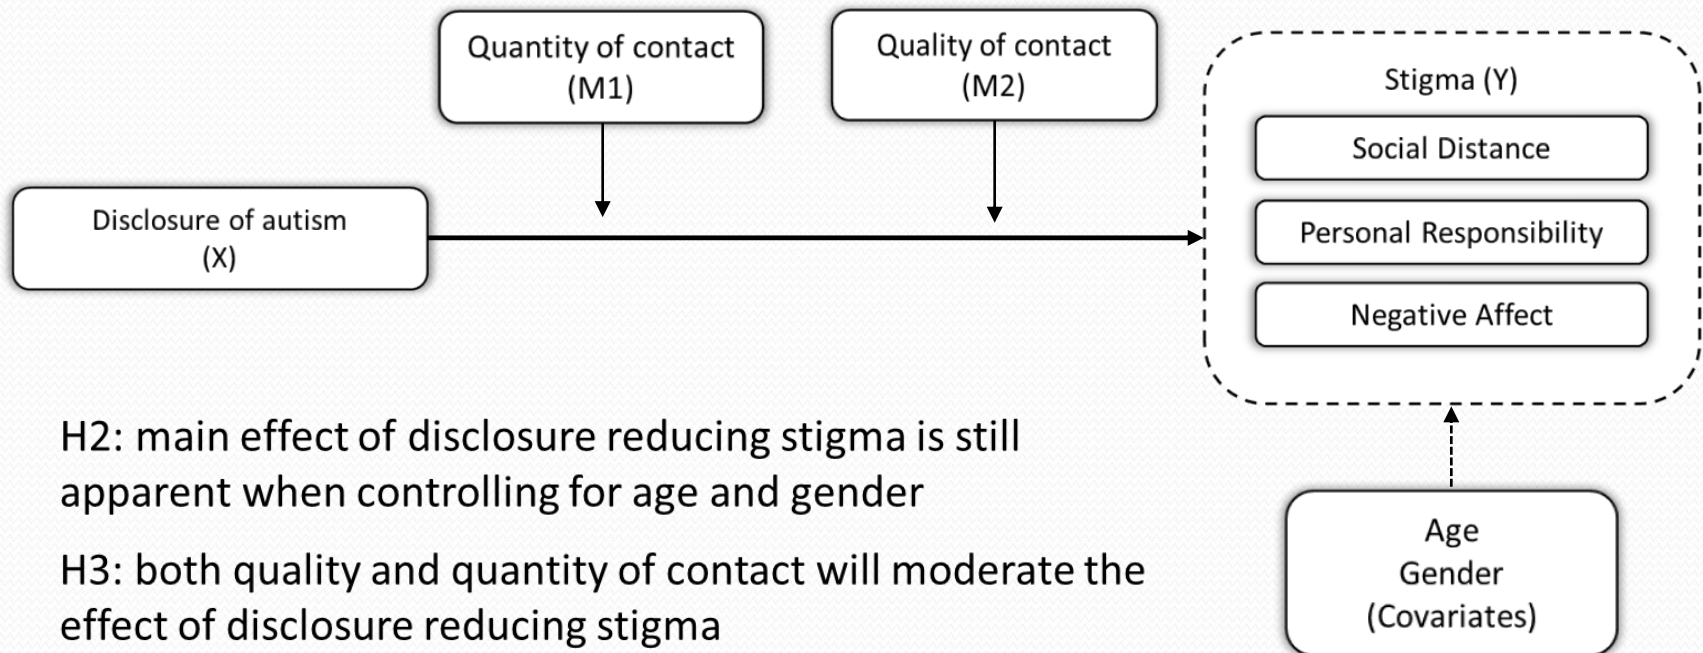 Quantity of contact
(M1)
Quality of contact
(M2)
Stigma (Y)
Social Distance
Personal Responsibility
Negative Affect
Disclosure of autism
(X)
H2: main effect of disclosure reducing stigma is still
apparent when controlling for age and gender
H3: both quality and quantity of contact will moderate the
effect of disclosure reducing stigma
Age
Gender
(Covariates)